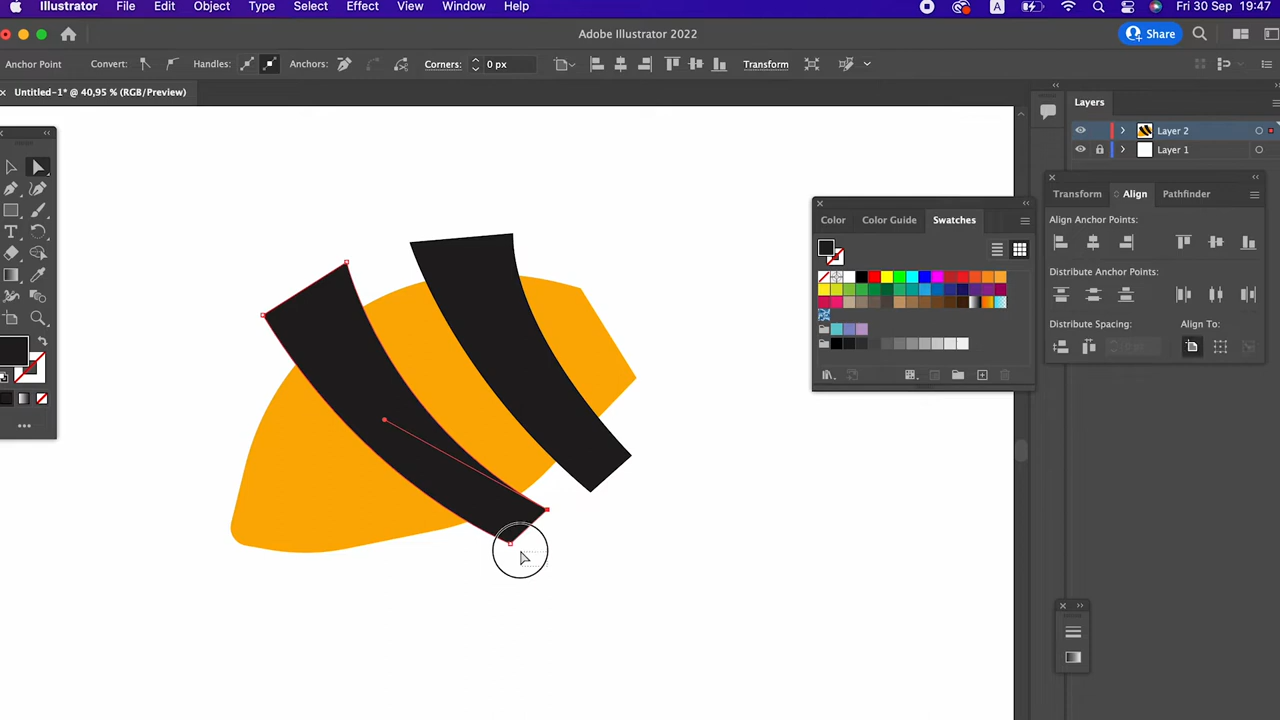 Illustrator File Edit Object Type Select Effect View Window Help A Fri 30 Sep 19:47
Adobe Illustrator 2022 Share
Anchor Point Convert: Handles: Anchors: Corners: 0 px Transform
Untitled-1* @ 40,95 % (RGB/Preview)
Layers
Layer 2
Layer 1
Transform Align Pathfinder
Color Color Guide Swatches
Align Anchor Points:
Distribute Anchor Points:
Distribute Spacing: Align To: